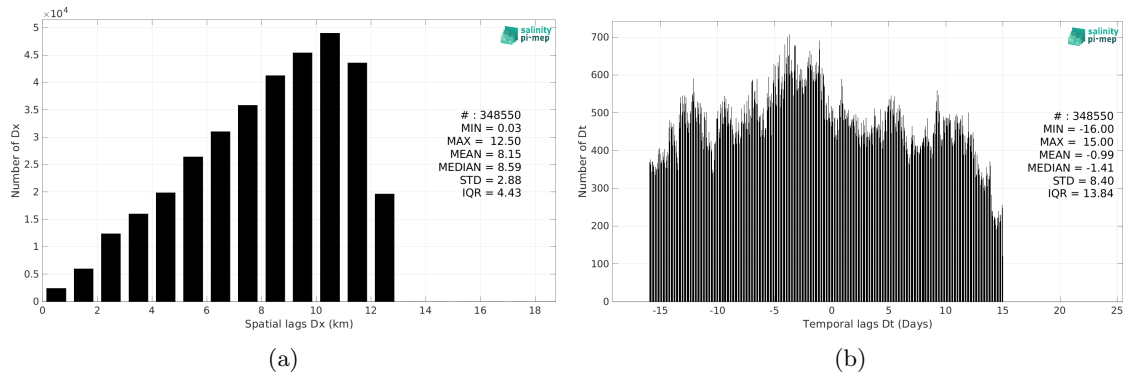 ×10⁴
5
4.5
4
3.5
3
2.5
2
1.5
1
0.5
0
Number of Dx
0 2 4 6 8 10 12 14 16 18
Spatial lags Dx (km)
salinity
pi-mep
# : 348550
MIN = 0.03
MAX = 12.50
MEAN = 8.15
MEDIAN = 8.59
STD = 2.88
IQR = 4.43
(a)
700
600
500
400
300
200
100
0
Number of Dt
-15 -10 -5 0 5 10 15 20 25
Temporal lags Dt (Days)
salinity
pi-mep
# : 348550
MIN = -16.00
MAX = 15.00
MEAN = -0.99
MEDIAN = -1.41
STD = 8.40
IQR = 13.84
(b)